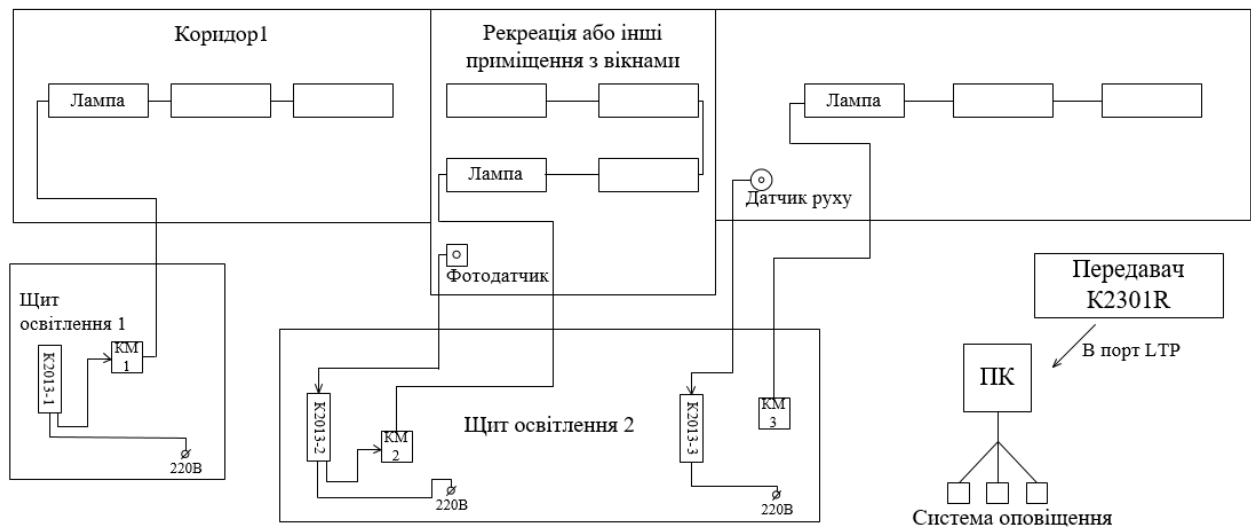 Коридор1
Рекреація або інші
приміщення з вікнами
Лампа
Лампа
Лампа
Датчик руху
Фотодатчик
Щит
освітлення 1
К2013-1
КМ
1
220В
К2013-2
КМ
2
220В
Щит освітлення 2
К2013-3
КМ
3
220В
Передавач
K2301R
В порт LTP
ПК
Система оповіщення